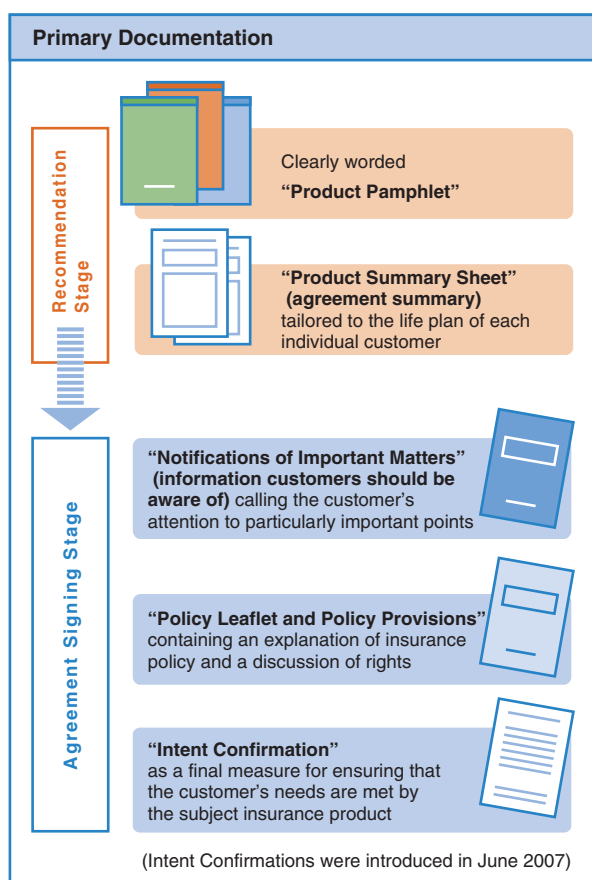 Primary Documentation
Recommendation
Stage
Clearly worded
“Product Pamphlet”
“Product Summary Sheet”
(agreement summary)
tailored to the life plan of each
individual customer
Agreement Signing Stage
“Notifications of Important Matters”
(information customers should be
aware of) calling the customer’s
attention to particularly important points
“Policy Leaflet and Policy Provisions”
containing an explanation of insurance
policy and a discussion of rights
“Intent Confirmation”
as a final measure for ensuring that
the customer’s needs are met by
the subject insurance product
(Intent Confirmations were introduced in June 2007)